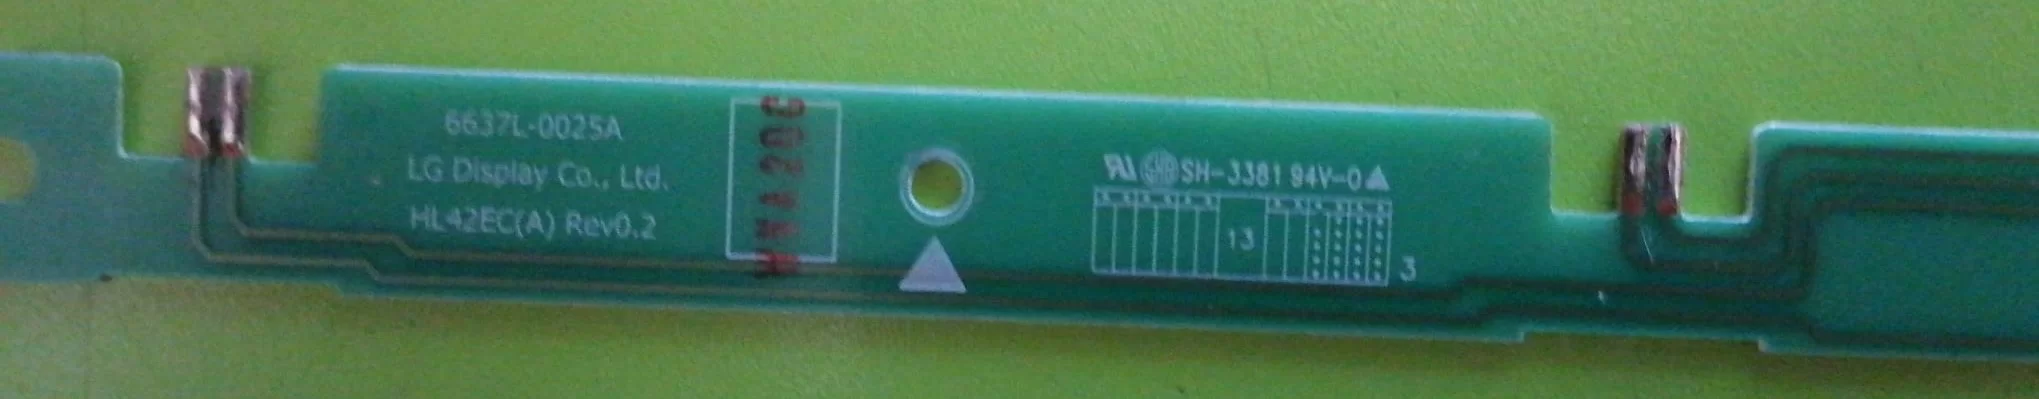 6637L-0025A
LG Display Co., Ltd.
HL42EC(A) Rev0.2
SH-3381 94V-0
13
3